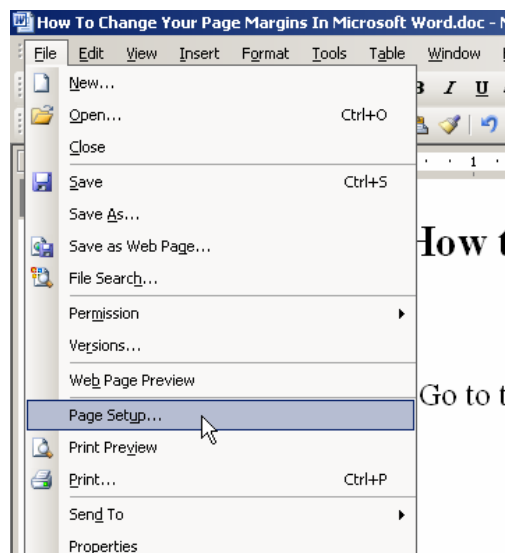 How To Change Your Page Margins In Microsoft Word.doc -
File Edit View Insert Format Tools Table Window
New...
I U
Open... Ctrl+O
Close
1
Save Ctrl+S
Save As...
How t
Save as Web Page...
File Search...
Permission
Versions...
Web Page Preview
Go to t
Page Setup...
Print Preview
Print... Ctrl+P
Send To
Properties